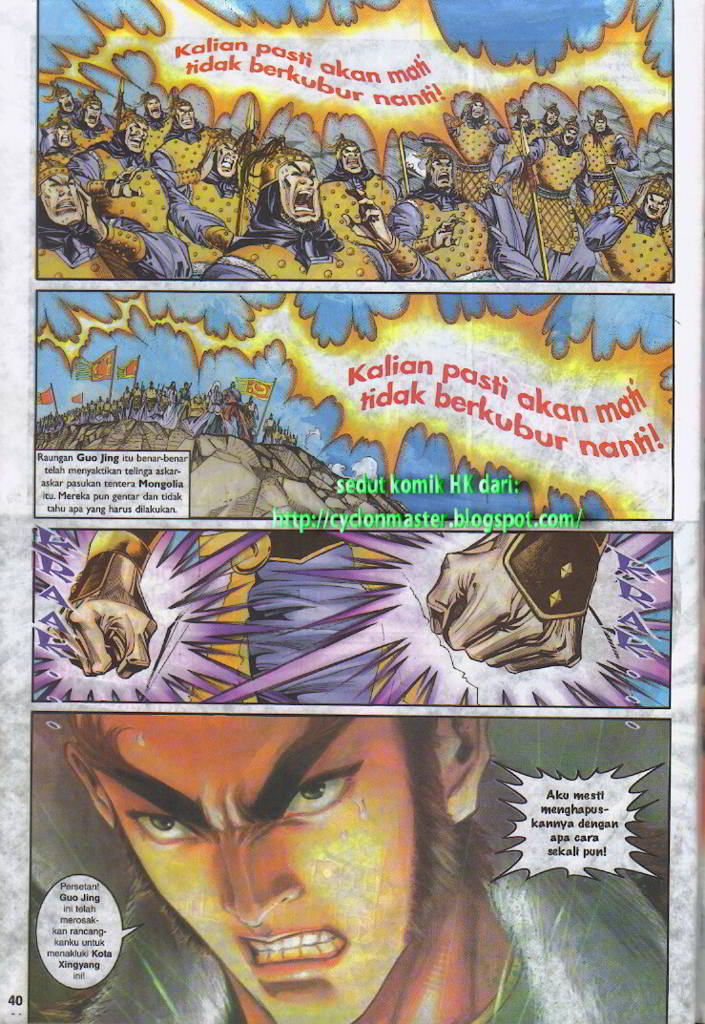 Kalian pasti akan mati
tidak berkubur nanti!
Kalian pasti akan mati
tidak berkubur nanti!
Raungan Guo Jing itu benar-benar
telah menyaktikan telinga askar-
askar pasukan tentera Mongolia
itu. Mereka pun gentar dan tidak
tahu apa yang harus dilakukan.
sedut komik HK dari:
http://cyclonmaster.blogspot.com/
Aku mesti
menghapus-
kannya dengan
apa cara
sekali pun!
Persetan!
Guo Jing
ini telah
merosak-
kan rancang-
kanku untuk
menakluki Kota
Xingyang
ini!
40